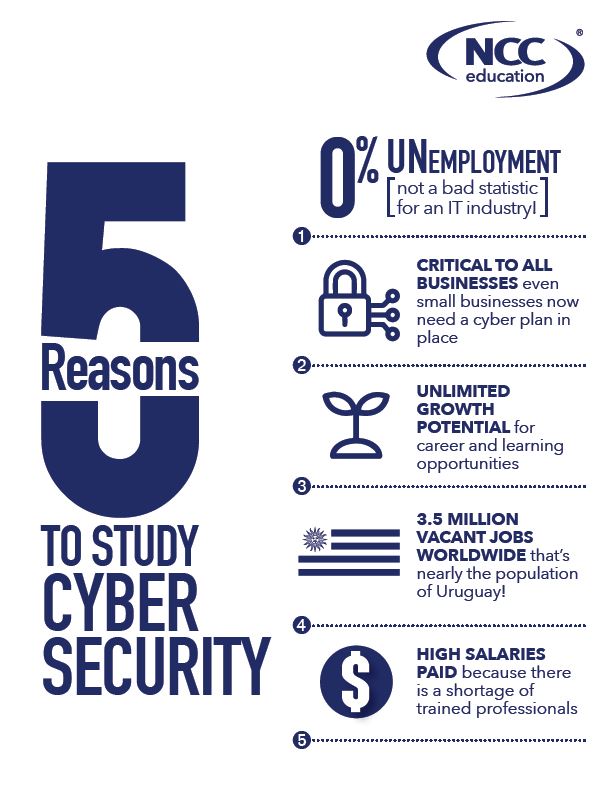 NCC
education
®
5
Reasons
TO STUDY
CYBER
SECURITY
0% UNEMPLOYMENT
[not a bad statistic
for an IT industry!]
1
CRITICAL TO ALL
BUSINESSES even
small businesses now
need a cyber plan in
place
2
UNLIMITED
GROWTH
POTENTIAL for
career and learning
opportunities
3
3.5 MILLION
VACANT JOBS
WORLDWIDE that’s
nearly the population
of Uruguay!
4
$
HIGH SALARIES
PAID because there
is a shortage of
trained professionals
5